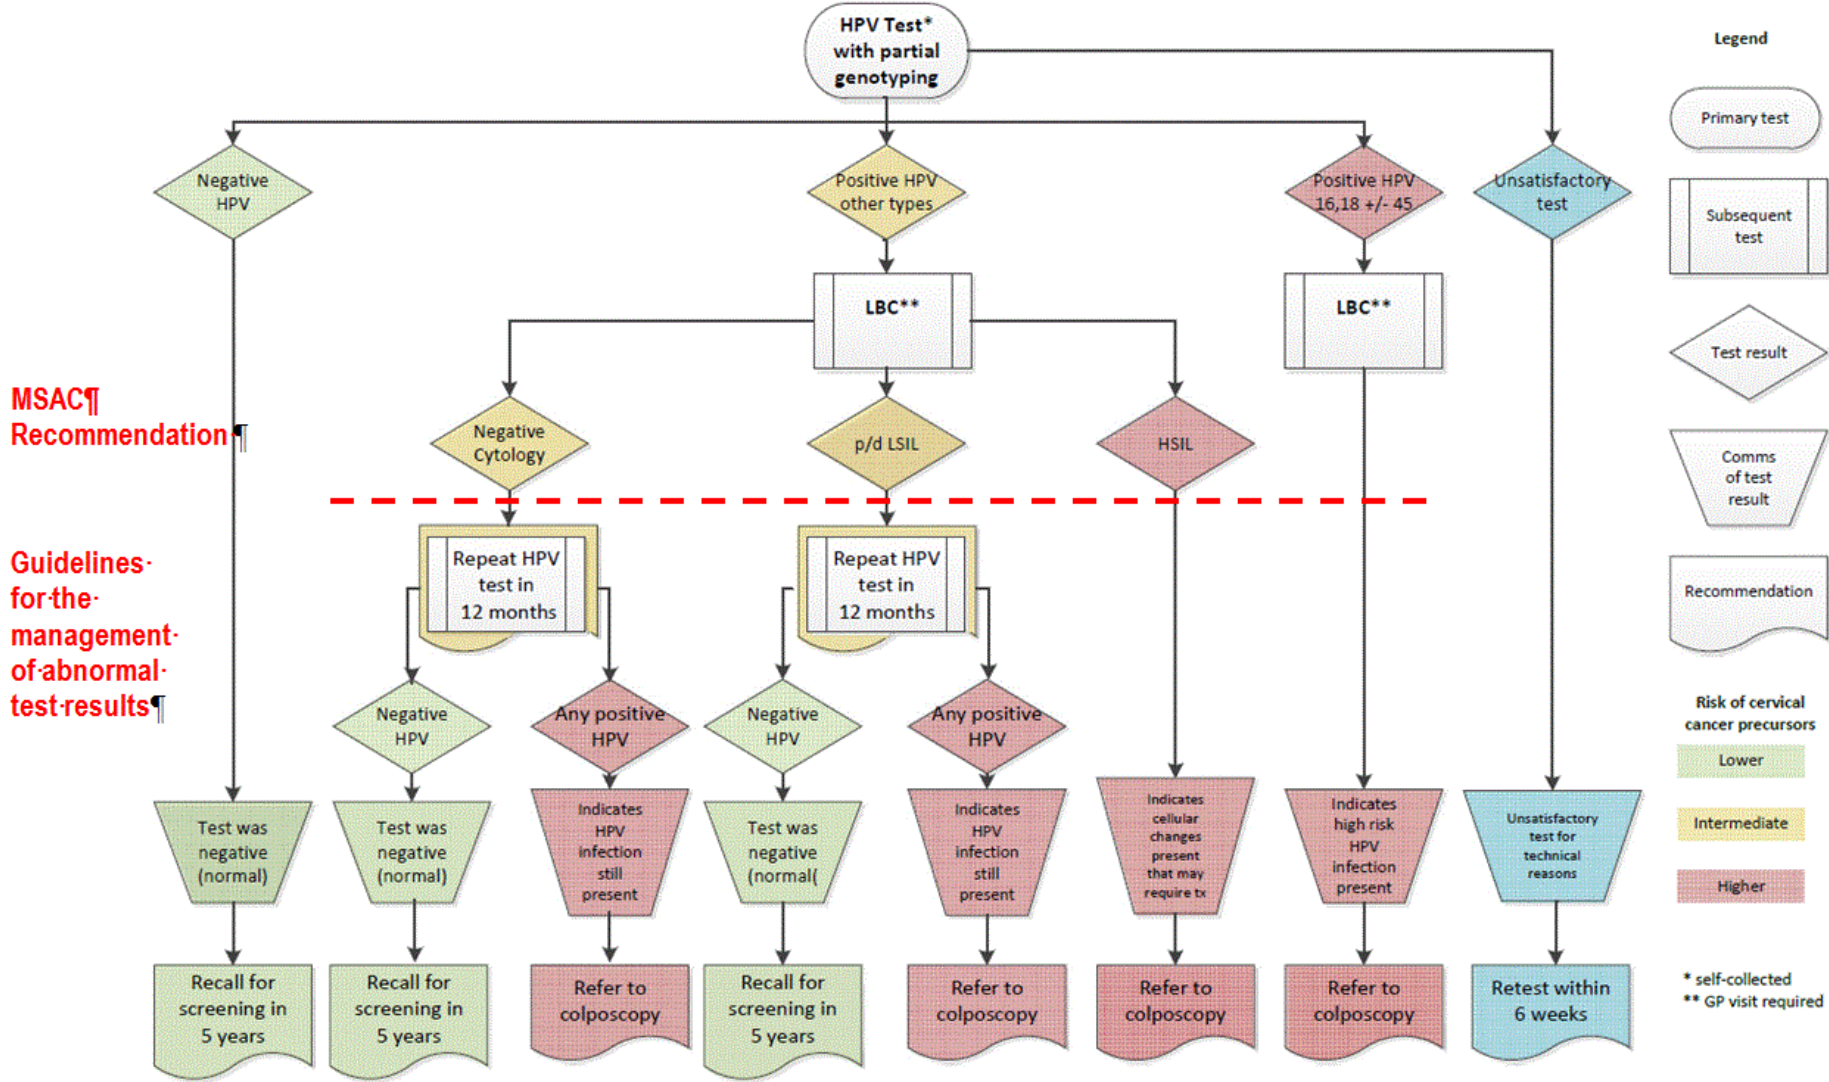 HPV Test*
with partial
genotyping
Legend
Primary test
Subsequent
test
Test result
Comms
of test
result
Recommendation
Risk of cervical
cancer precursors
Lower
Intermediate
Higher
* self-collected
** GP visit required
Negative
HPV
Positive HPV
other types
Positive HPV
16,18 +/- 45
Unsatisfactory
test
LBC**
LBC**
MSAC¶
Recommendation·¶
Negative
Cytology
p/d LSIL
HSIL
Guidelines·
for·the·
management·
of·abnormal·
test·results¶
Repeat HPV
test in
12 months
Repeat HPV
test in
12 months
Negative
HPV
Any positive
HPV
Negative
HPV
Any positive
HPV
Test was
negative
(normal)
Test was
negative
(normal)
Indicates
HPV
infection
still
present
Test was
negative
(normal(
Indicates
HPV
infection
still
present
Indicates
cellular
changes
present
that may
require tx
Indicates
high risk
HPV
infection
present
Unsatisfactory
test for
technical
reasons
Recall for
screening in
5 years
Recall for
screening in
5 years
Refer to
colposcopy
Recall for
screening in
5 years
Refer to
colposcopy
Refer to
colposcopy
Refer to
colposcopy
Retest within
6 weeks